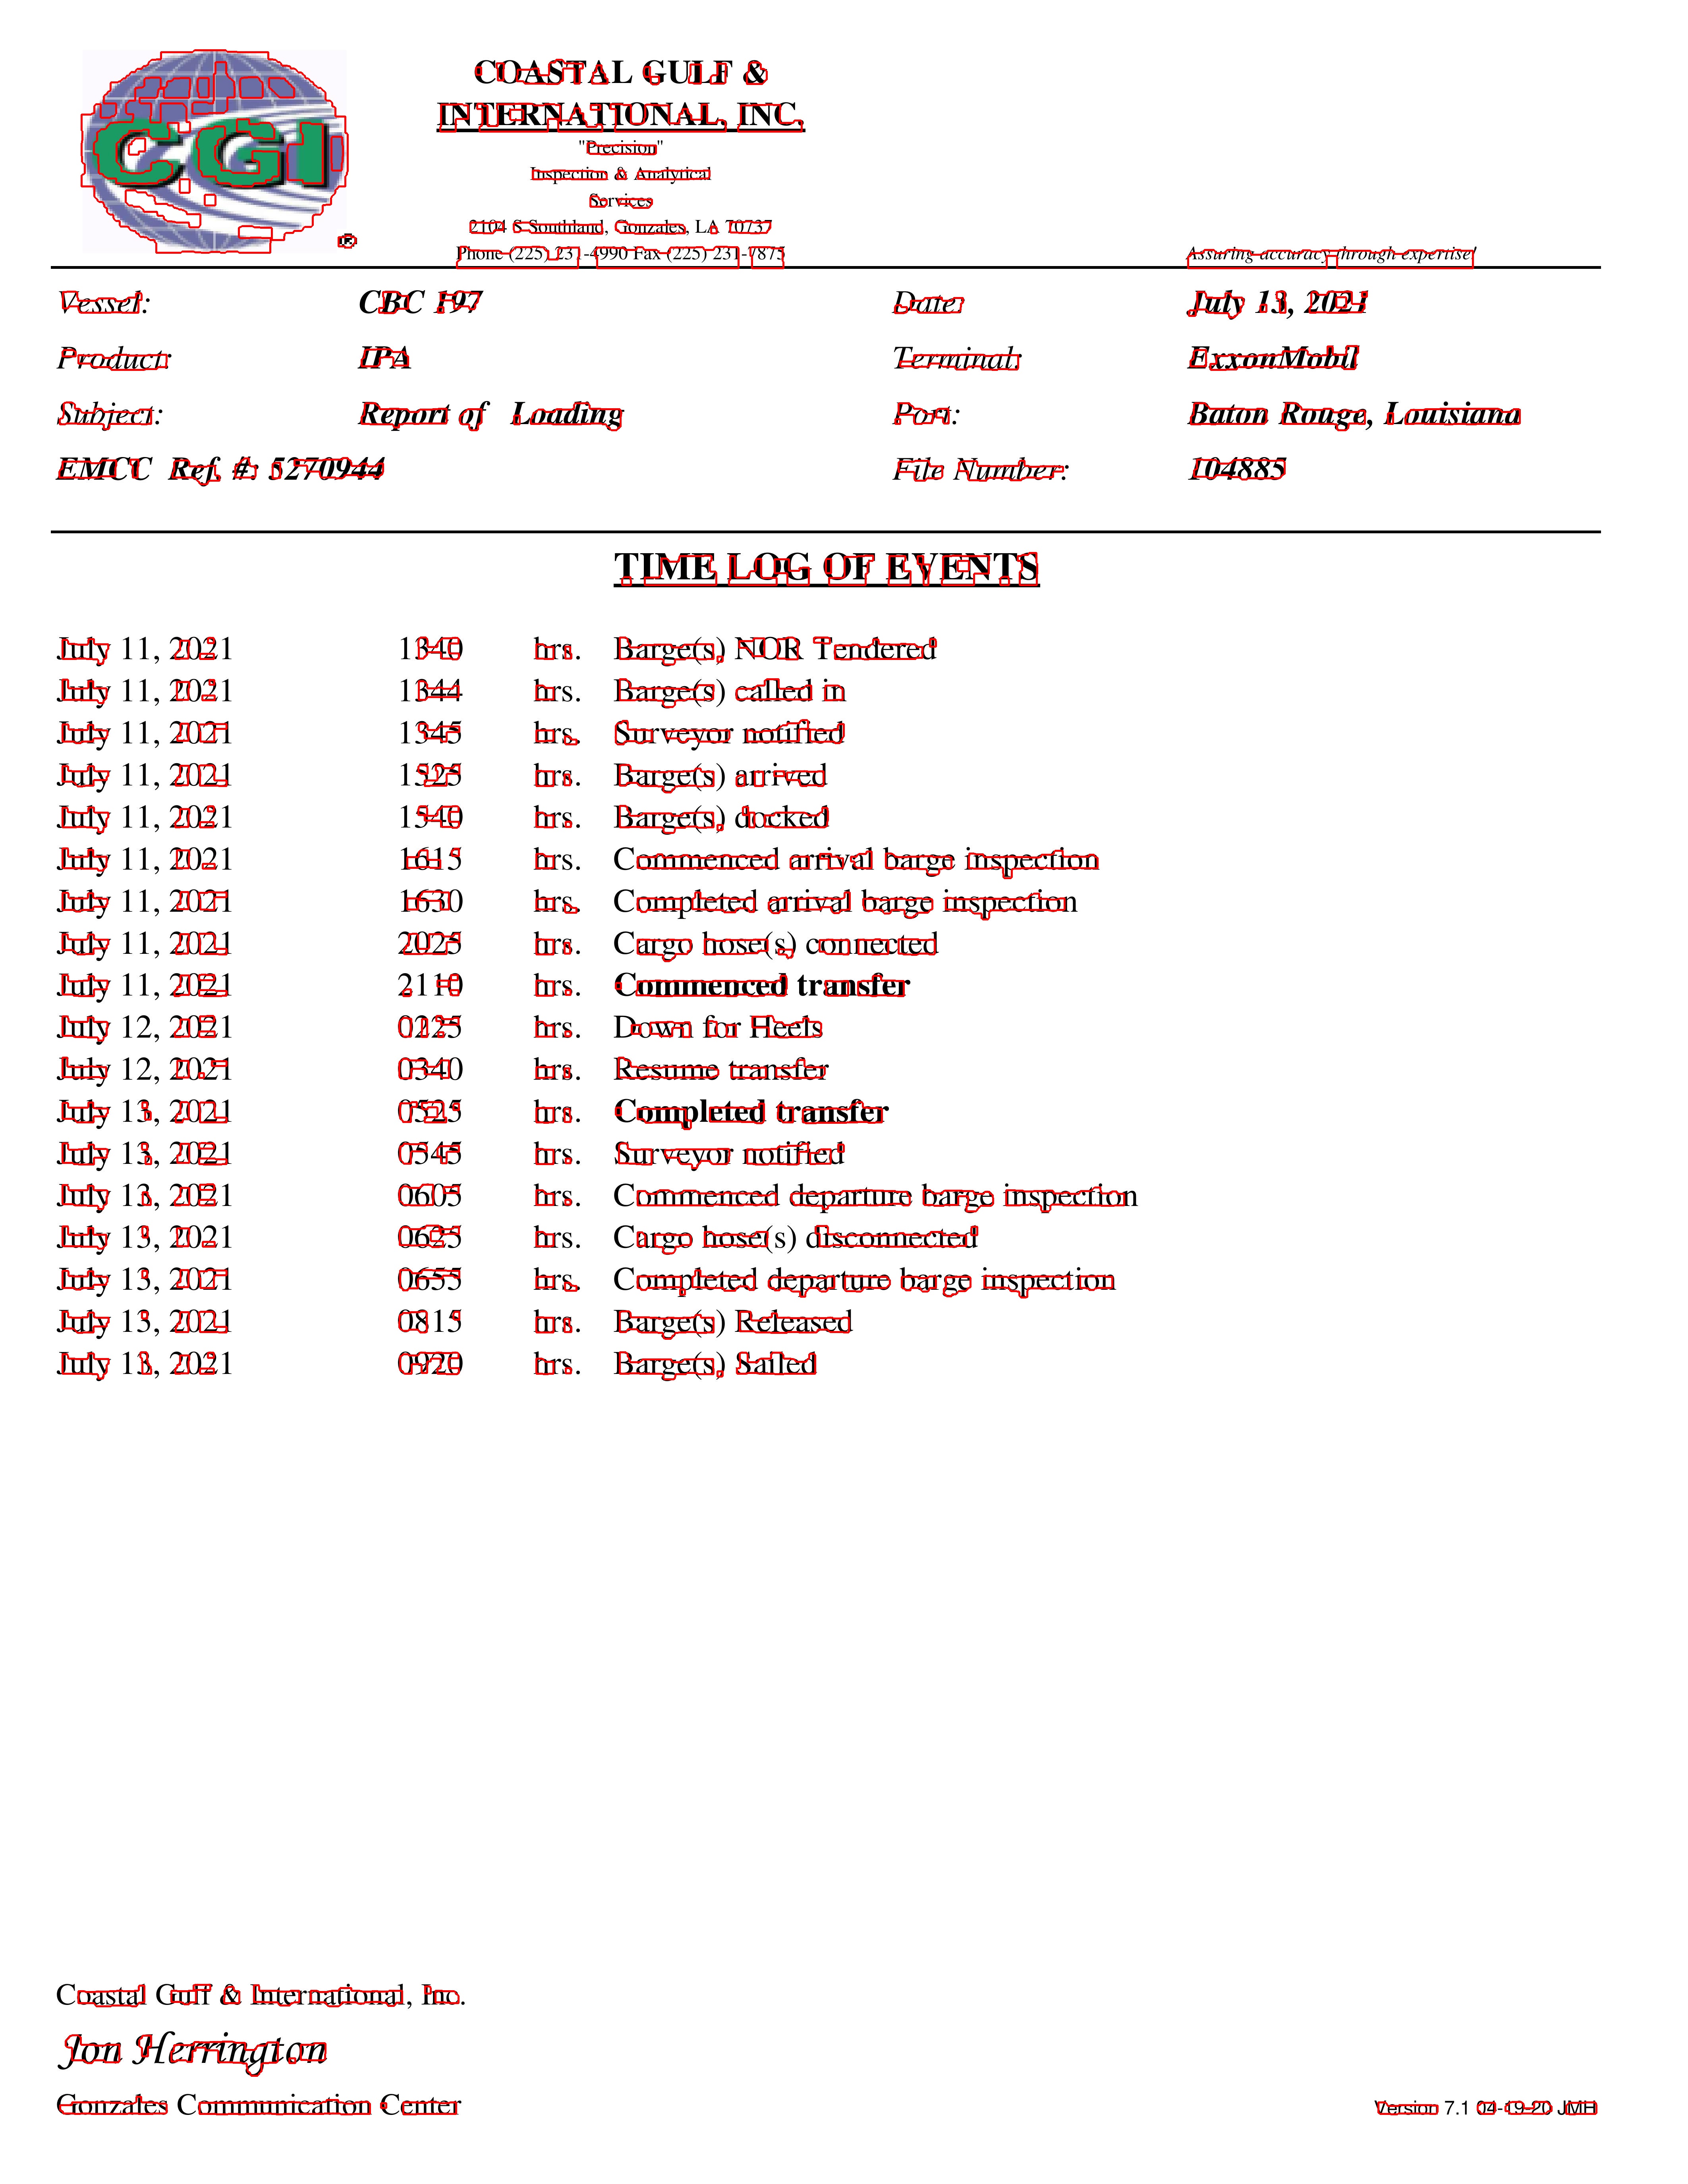 CGI
®
COASTAL GULF &
INTERNATIONAL, INC.
"Precision"
Inspection & Analytical
Services
2104 S Southland, Gonzales, LA 70737
Phone (225) 231-4990 Fax (225) 231-7875
Assuring accuracy through expertise!
Vessel: CBC 197 Date: July 13, 2021
Product: IPA Terminal: ExxonMobil
Subject: Report of Loading Port: Baton Rouge, Louisiana
EMCC Ref. #: 5270944 File Number: 104885
TIME LOG OF EVENTS
July 11, 2021 1340 hrs. Barge(s) NOR Tendered
July 11, 2021 1344 hrs. Barge(s) called in
July 11, 2021 1345 hrs. Surveyor notified
July 11, 2021 1525 hrs. Barge(s) arrived
July 11, 2021 1540 hrs. Barge(s) docked
July 11, 2021 1615 hrs. Commenced arrival barge inspection
July 11, 2021 1630 hrs. Completed arrival barge inspection
July 11, 2021 2025 hrs. Cargo hose(s) connected
July 11, 2021 2110 hrs. Commenced transfer
July 12, 2021 0225 hrs. Down for Heels
July 12, 2021 0340 hrs. Resume transfer
July 13, 2021 0525 hrs. Completed transfer
July 13, 2021 0545 hrs. Surveyor notified
July 13, 2021 0605 hrs. Commenced departure barge inspection
July 13, 2021 0625 hrs. Cargo hose(s) disconnected
July 13, 2021 0655 hrs. Completed departure barge inspection
July 13, 2021 0815 hrs. Barge(s) Released
July 13, 2021 0920 hrs. Barge(s) Sailed
Coastal Gulf & International, Inc.
Jon Herrington
Gonzales Communication Center
Version 7.1 04-19-20 JMH